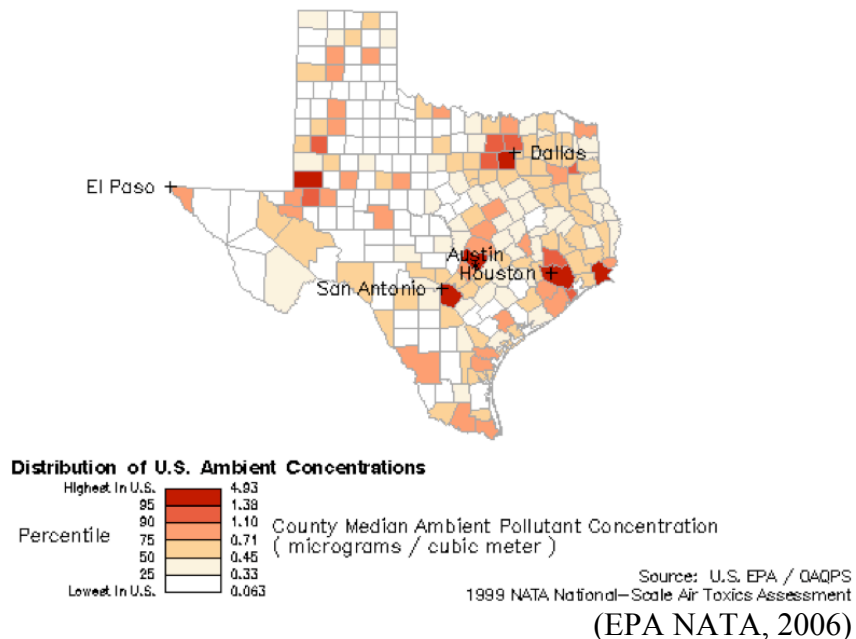 Dallas
El Paso
Austin
Houston
San Antonio
Distribution of U.S. Ambient Concentrations
Highest In U.S. 4.93
95 1.38
90 1.10
Percentile 75 0.71 County Median Ambient Pollutant Concentration
50 0.45 ( micrograms / cubic meter )
25 0.33
Lowest In U.S. 0.063
Source: U.S. EPA / OAQPS
1999 NATA National-Scale Air Toxics Assessment
(EPA NATA, 2006)